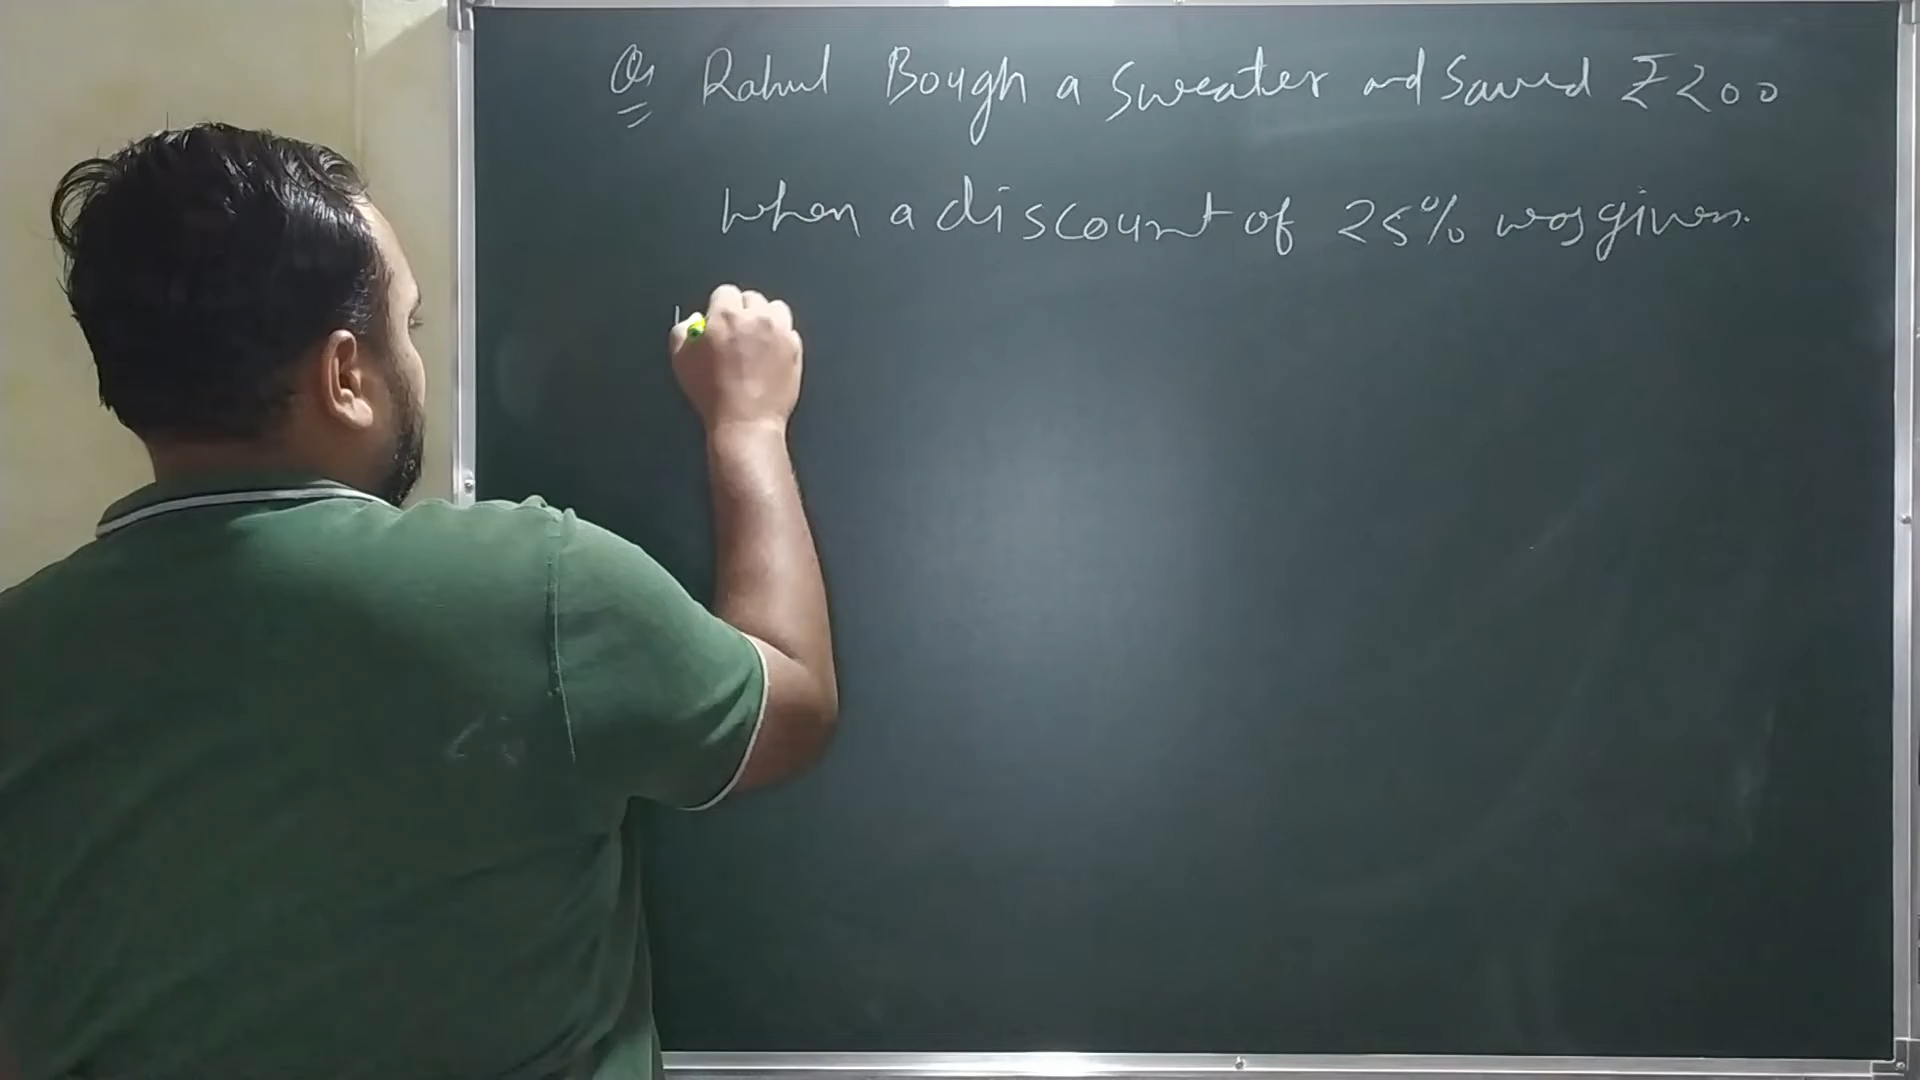 Q, Rahul Bough a Sweater and Saved ₹200
when a discount of 25% was given.